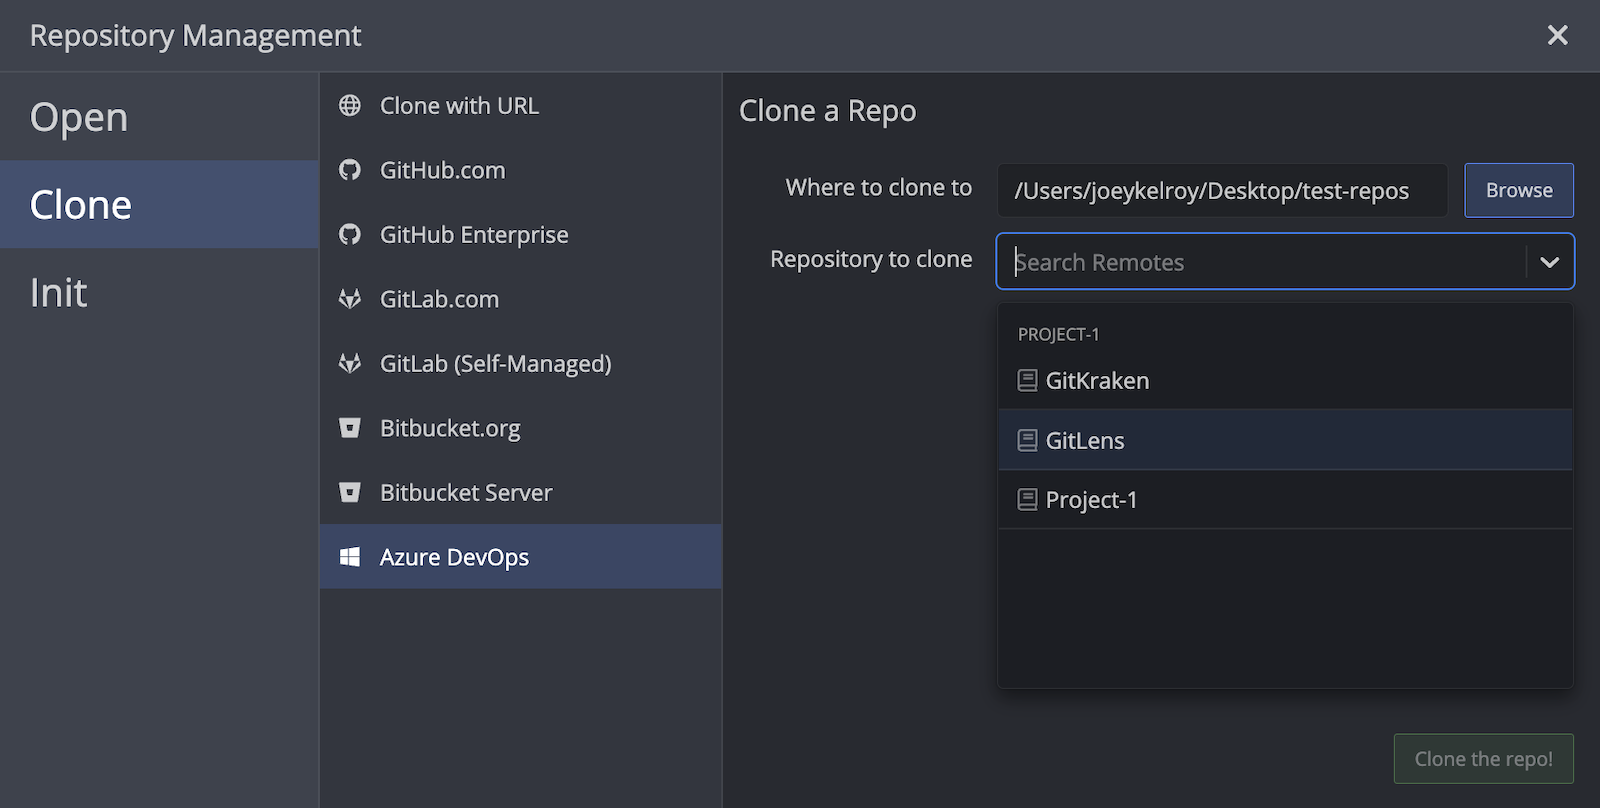 Repository Management
Open
Clone
Init
Clone with URL
GitHub.com
GitHub Enterprise
GitLab.com
GitLab (Self-Managed)
Bitbucket.org
Bitbucket Server
Azure DevOps
Clone a Repo
Where to clone to
/Users/joeykelroy/Desktop/test-repos
Browse
Repository to clone
Search Remotes
PROJECT-1
GitKraken
GitLens
Project-1
Clone the repo!